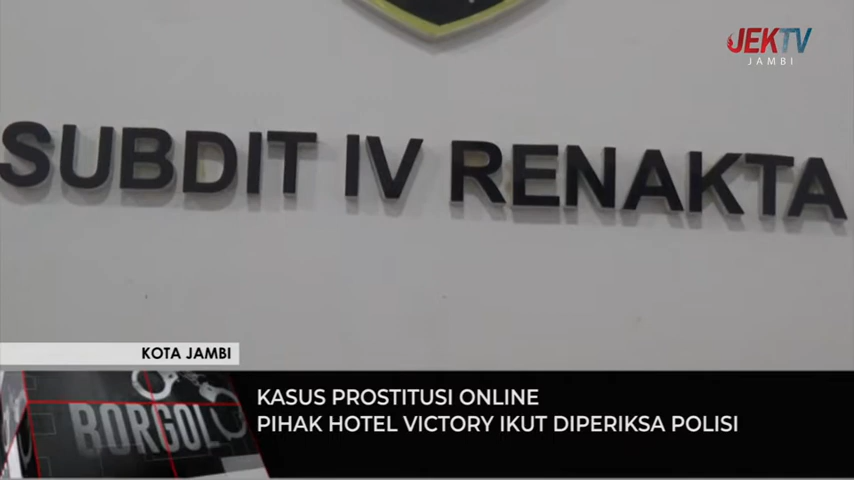 JEKTV
JAMBI
SUBDIT IV RENAKTA
KOTA JAMBI
BORGOL
KASUS PROSTITUSI ONLINE
PIHAK HOTEL VICTORY IKUT DIPERIKSA POLISI